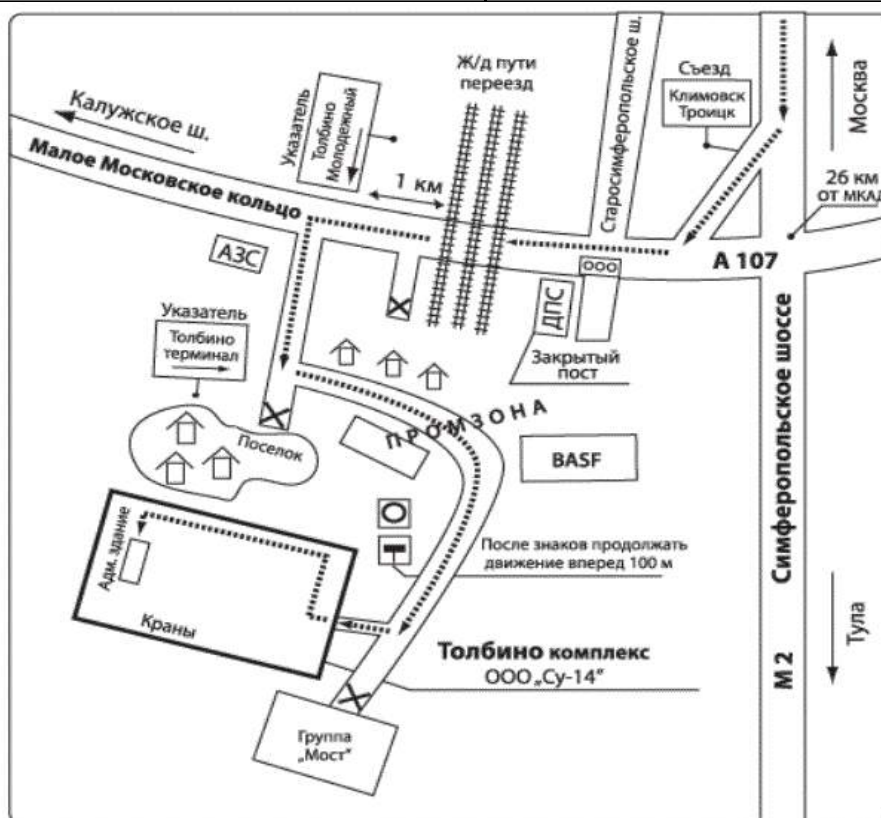 Ж/д пути
переезд
Съезд
Климовск
Троицк
Москва
Старосимферопольское ш.
Указатель
Толбино
Молодежный
Калужское ш.
Малое Московское кольцо
1 км
26 км
ОТ МКАД
А 107
АЗС
ДПС
Закрытый
пост
Указатель
Толбино
терминал
ПРОМЗОНА
Поселок
BASF
Симферопольское шоссе
М 2
Тула
После знаков продолжать
движение вперед 100 м
Адм. здание
Краны
Толбино комплекс
ООО „Су-14"
Группа
„Мост"